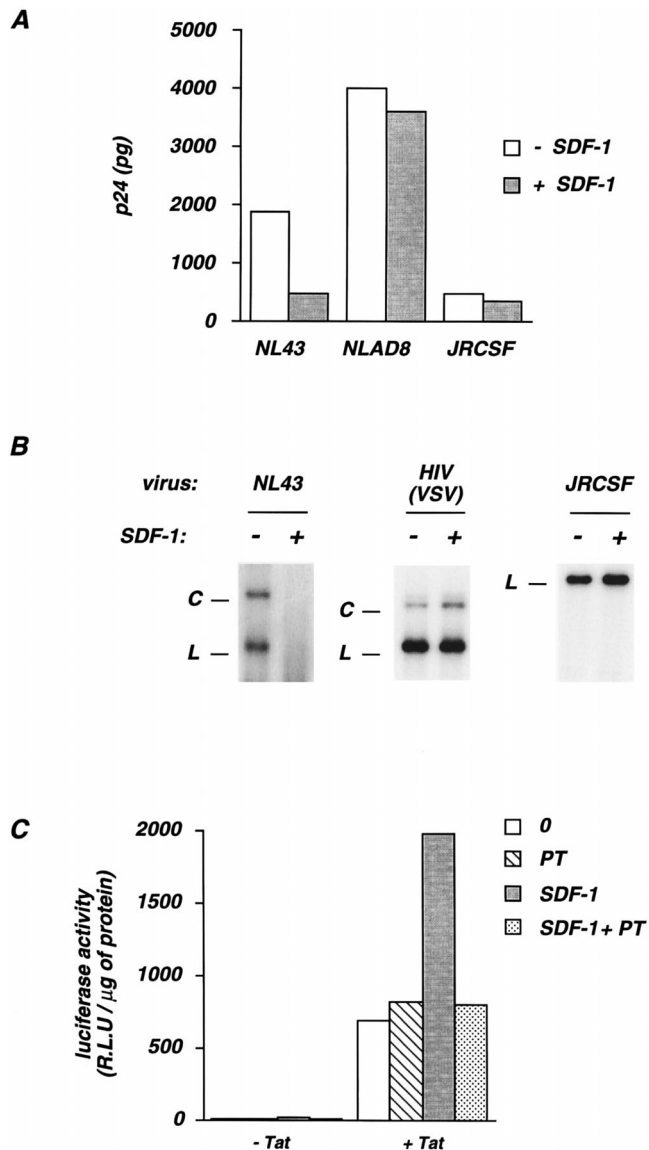 A
5000
4000
3000
2000
1000
0
p24 (pg)
- SDF-1
+ SDF-1
NL43 NLAD8 JRCSF
B
virus: NL43 HIV (VSV) JRCSF
SDF-1: - + - + - +
C
L
C
L
L
C
2000
1500
1000
500
0
luciferase activity
(R.L.U / µg of protein)
0
PT
SDF-1
SDF-1 + PT
- Tat + Tat